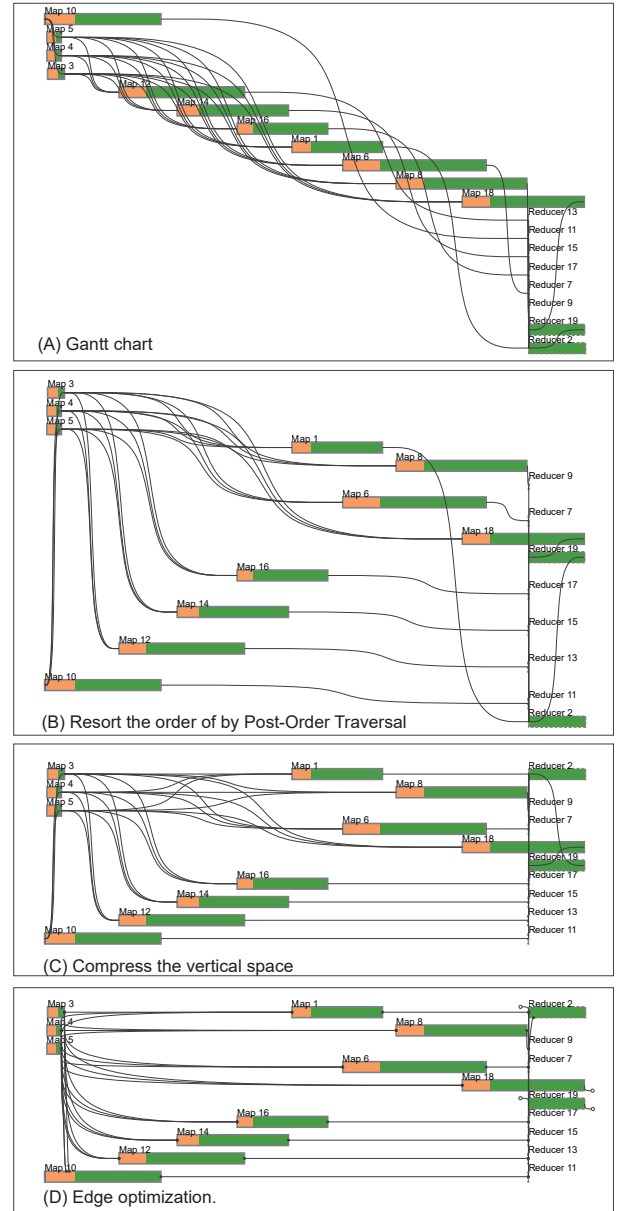 Map 10
Map 5
Map 4
Map 3
Map 12
Map 14
Map 16
Map 1
Map 6
Map 8
Map 18
Reducer 13
Reducer 11
Reducer 15
Reducer 17
Reducer 7
Reducer 9
Reducer 19
Reducer 2
(A) Gantt chart
Map 3
Map 4
Map 5
Map 1
Map 8
Reducer 9
Map 6
Reducer 7
Map 18
Reducer 19
Map 16
Reducer 17
Map 14
Reducer 15
Map 12
Reducer 13
Map 10
Reducer 11
Reducer 2
(B) Resort the order of by Post-Order Traversal
Map 3 Map 1 Reducer 2
Map 4 Map 8
Reducer 9
Map 5
Map 6 Reducer 7
Map 18
Reducer 19
Map 16 Reducer 17
Map 14 Reducer 15
Map 12 Reducer 13
Map 10 Reducer 11
(C) Compress the vertical space
Map 3 Map 1 Reducer 2
Map 4 Map 8
Reducer 9
Map 5
Map 6 Reducer 7
Map 18
Reducer 19
Map 16 Reducer 17
Map 14 Reducer 15
Map 12 Reducer 13
Map 10 Reducer 11
(D) Edge optimization.